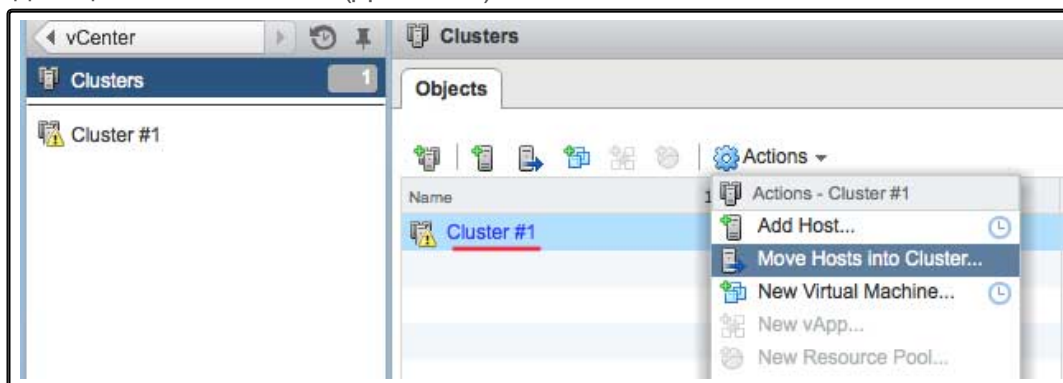 vCenter
Clusters
Clusters 1
Objects
Cluster #1
Actions
Name 1
Actions - Cluster #1
Cluster #1
Add Host...
Move Hosts into Cluster...
New Virtual Machine...
New vApp...
New Resource Pool...